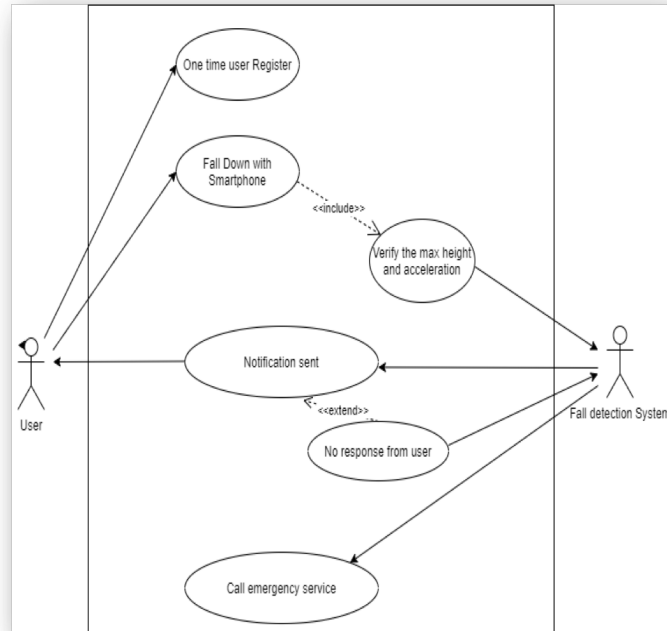 One time user Register
Fall Down with
Smartphone
<<include>>
Verify the max height
and acceleration
Notification sent
<<extend>>
User
Fall detection System
No response from user
Call emergency service